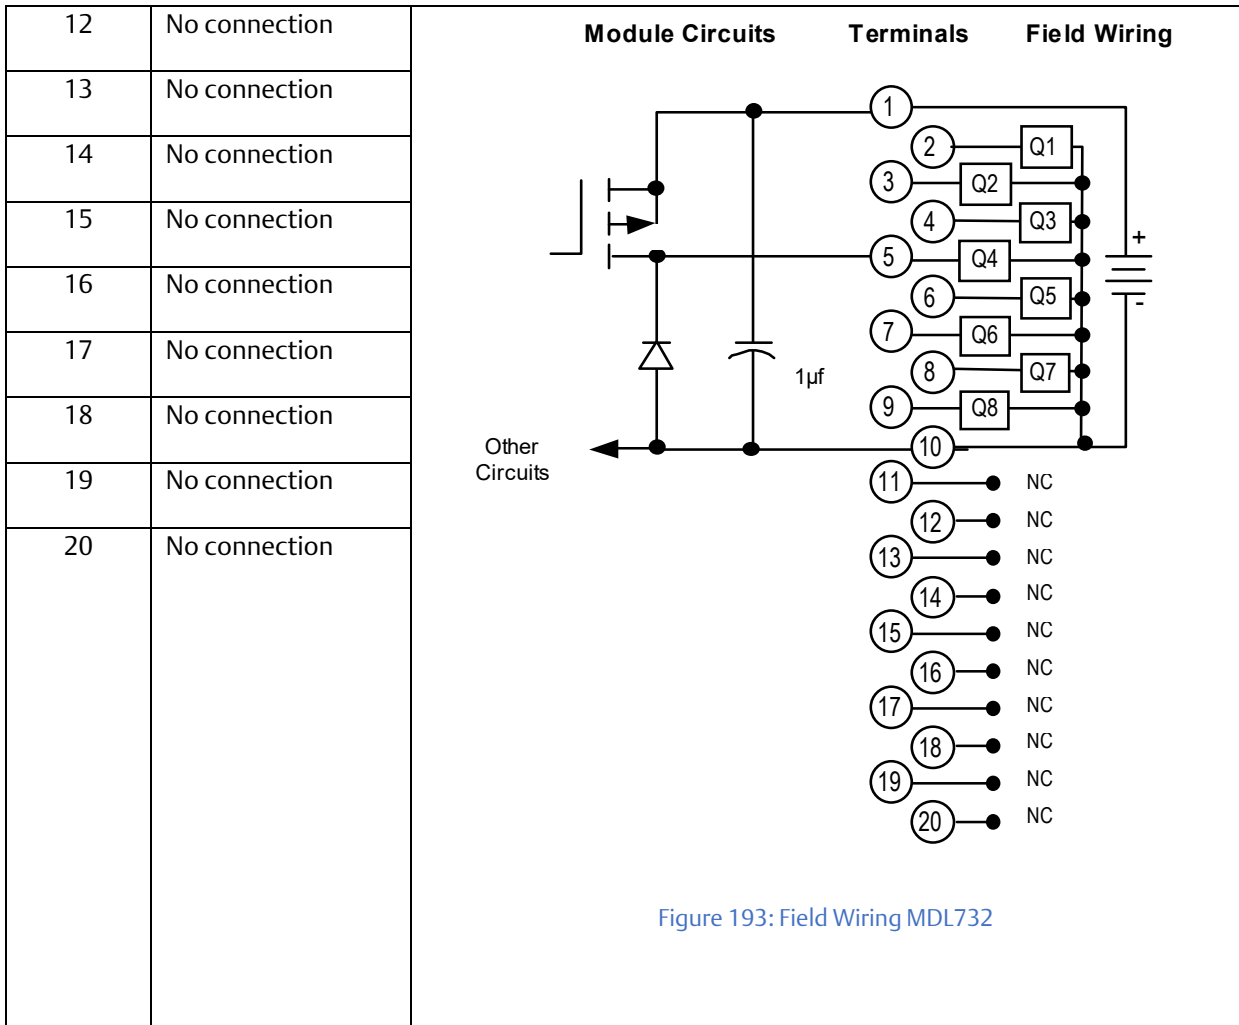 12 No connection
13 No connection
14 No connection
15 No connection
16 No connection
17 No connection
18 No connection
19 No connection
20 No connection
Module Circuits Terminals Field Wiring
1
2 Q1
3 Q2
4 Q3
+
5 Q4
6 Q5
-
7 Q6
8 Q7
1µf
9 Q8
10
Other
Circuits
11 NC
12 NC
13 NC
14 NC
15 NC
16 NC
17 NC
18 NC
19 NC
20 NC
Figure 193: Field Wiring MDL732